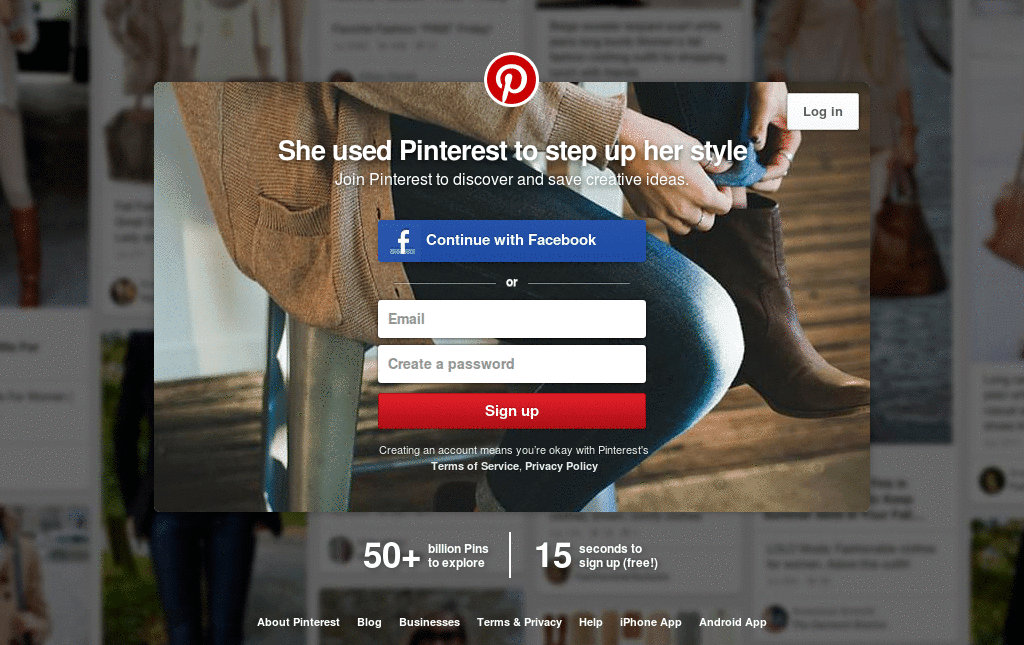 Log in
She used Pinterest to step up her style
Join Pinterest to discover and save creative ideas.
Continue with Facebook
or
Email
Create a password
Sign up
Creating an account means you're okay with Pinterest's
Terms of Service, Privacy Policy
50+ billion Pins
to explore
15 seconds to
sign up (free!)
About Pinterest Blog Businesses Terms & Privacy Help iPhone App Android App